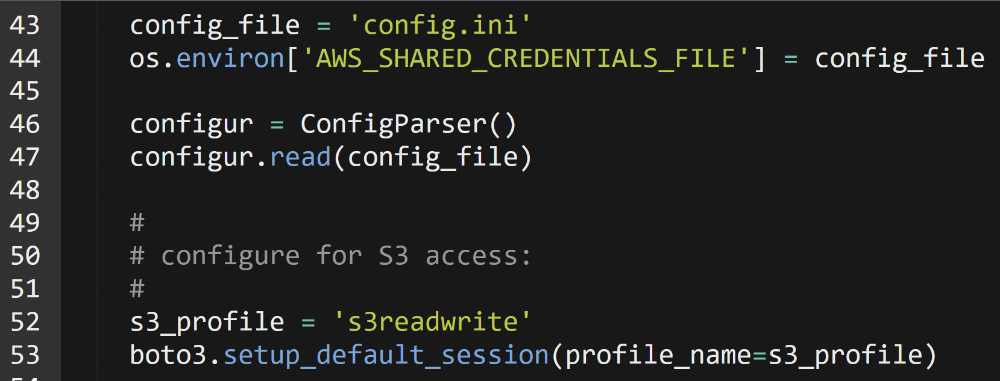 43 config_file = 'config.ini'
44 os.environ['AWS_SHARED_CREDENTIALS_FILE'] = config_file
45
46 configur = ConfigParser()
47 configur.read(config_file)
48
49 #
50 # configure for S3 access:
51 #
52 s3_profile = 's3readwrite'
53 boto3.setup_default_session(profile_name=s3_profile)